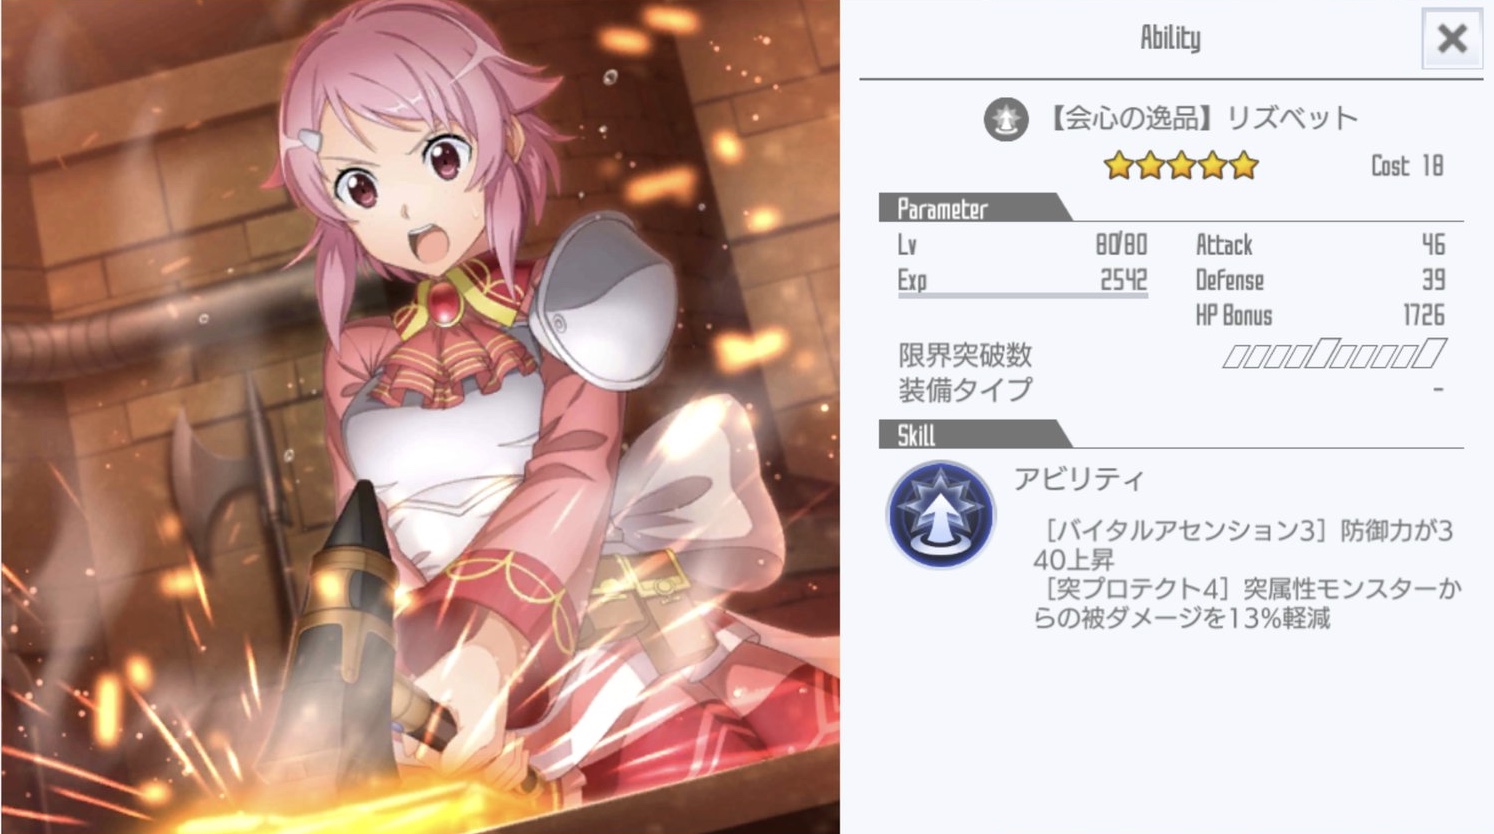 Ability
【会心の逸品】リズベット
Cost 18
Parameter
Lv 80/80
Attack 46
Exp 2542
Defense 39
HP Bonus 1726
限界突破数
装備タイプ -
Skill
アビリティ
［バイタルアセンション3］防御力が3
40上昇
［突プロテクト4］突属性モンスターか
らの被ダメージを13%軽減